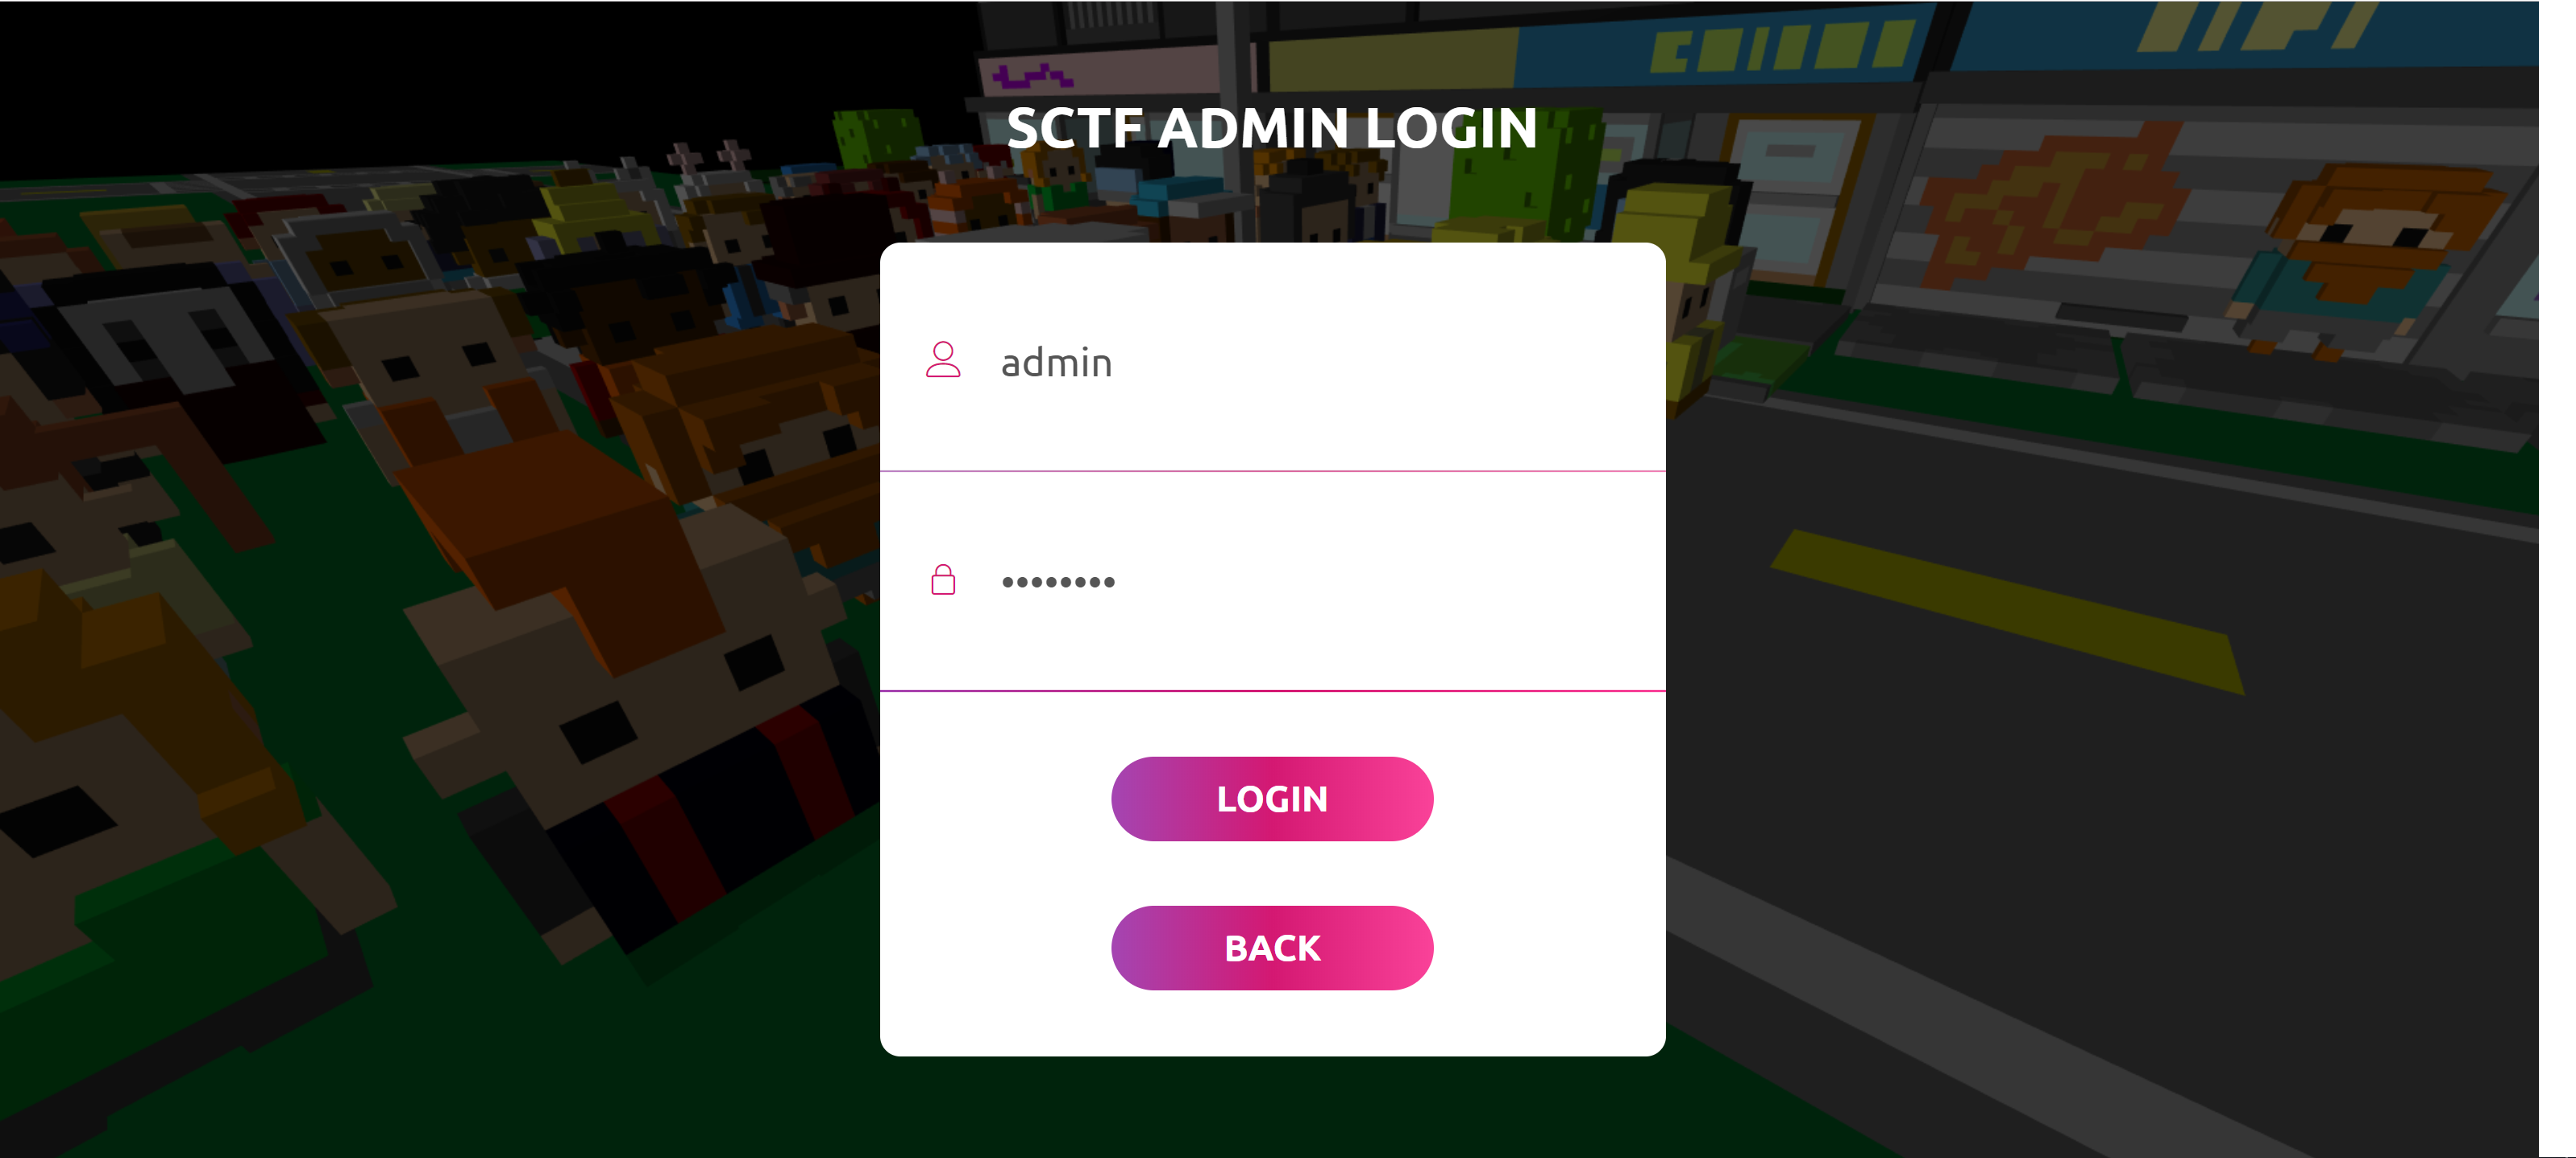 SCTF ADMIN LOGIN
admin
••••••••
LOGIN
BACK